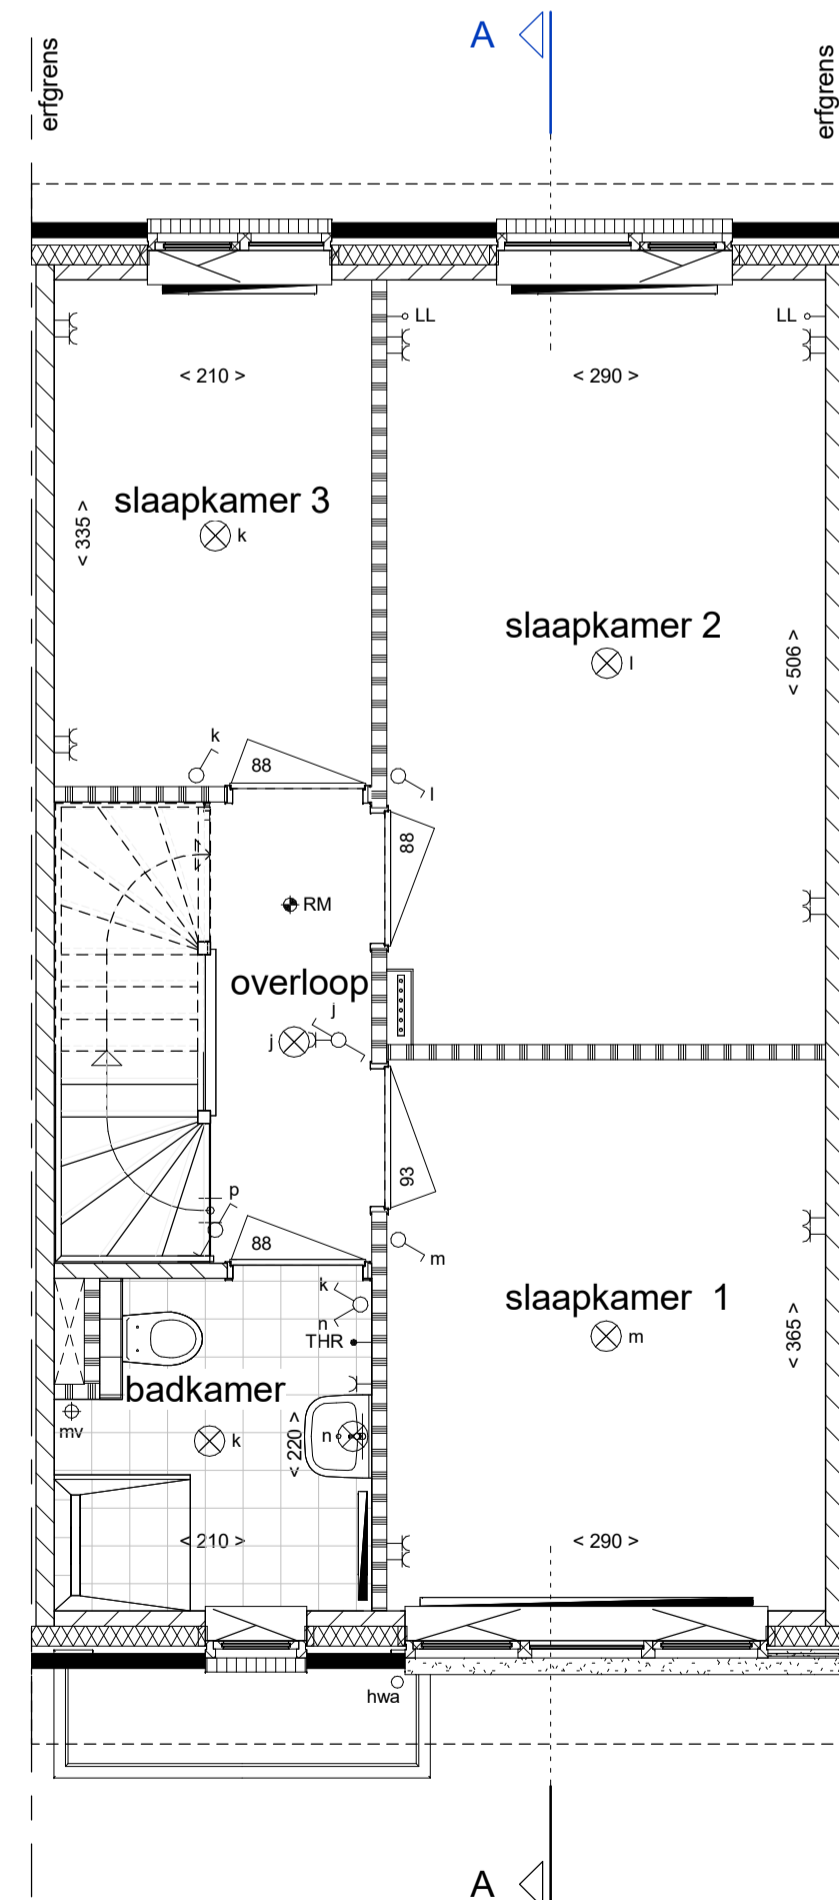 A
erfgrens
erfgrens
LL
LL
< 210 >
< 290 >
slaapkamer 3
< 335 >
k
slaapkamer 2
< 506 >
l
k
88
l
88
RM
overloop
j
j
93
p
88
m
k
n
THR
slaapkamer 1
m
< 365 >
badkamer
mv
k
< 220 >
n
< 210 >
< 290 >
hwa
A